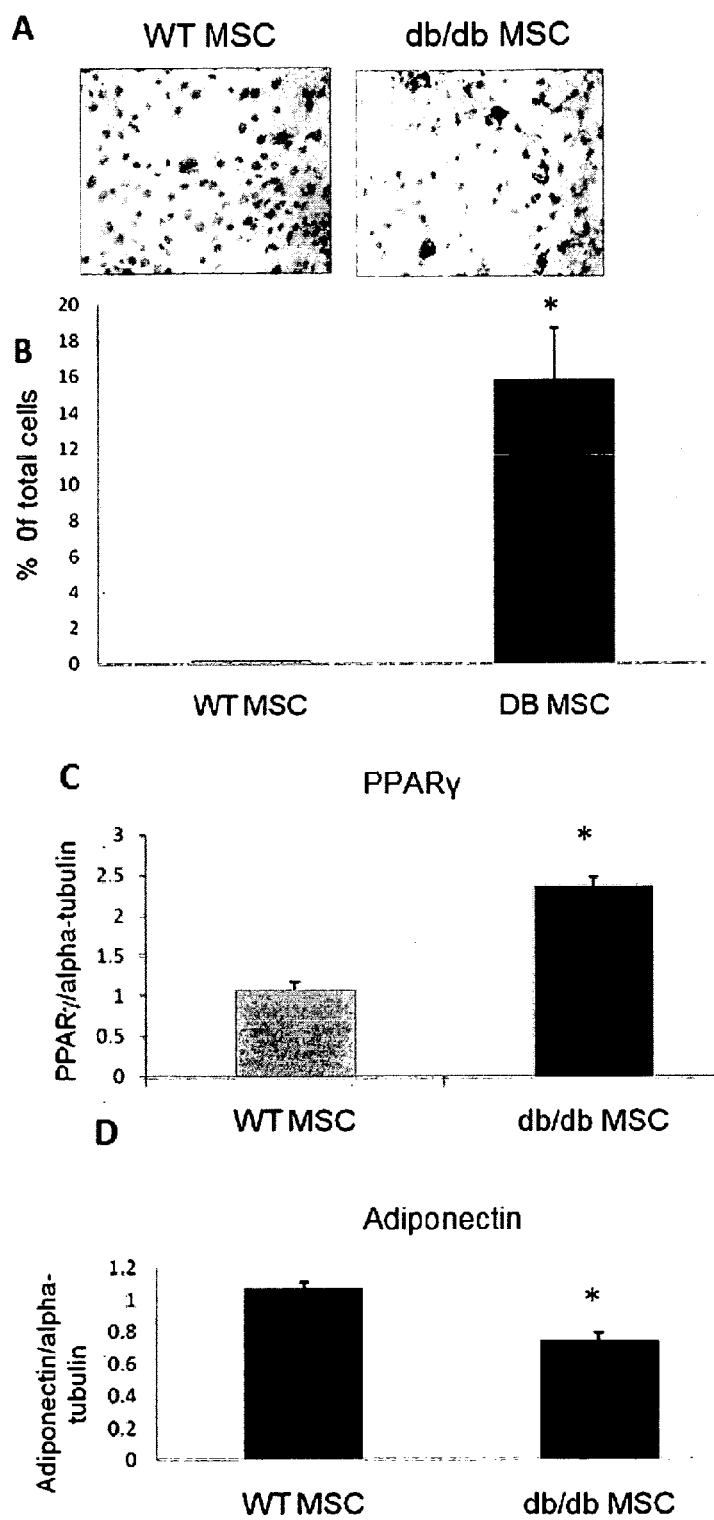 A
WT MSC
db/db MSC
B
% Of total cells
20
18
16
14
12
10
8
6
4
2
0
*
WT MSC
DB MSC
C
PPARγ
PPARγ/alpha-tubulin
3
2.5
2
1.5
1
0.5
0
*
WT MSC
db/db MSC
D
Adiponectin
Adiponectin/alpha-
tubulin
1.2
1
0.8
0.6
0.4
0.2
0
*
WT MSC
db/db MSC